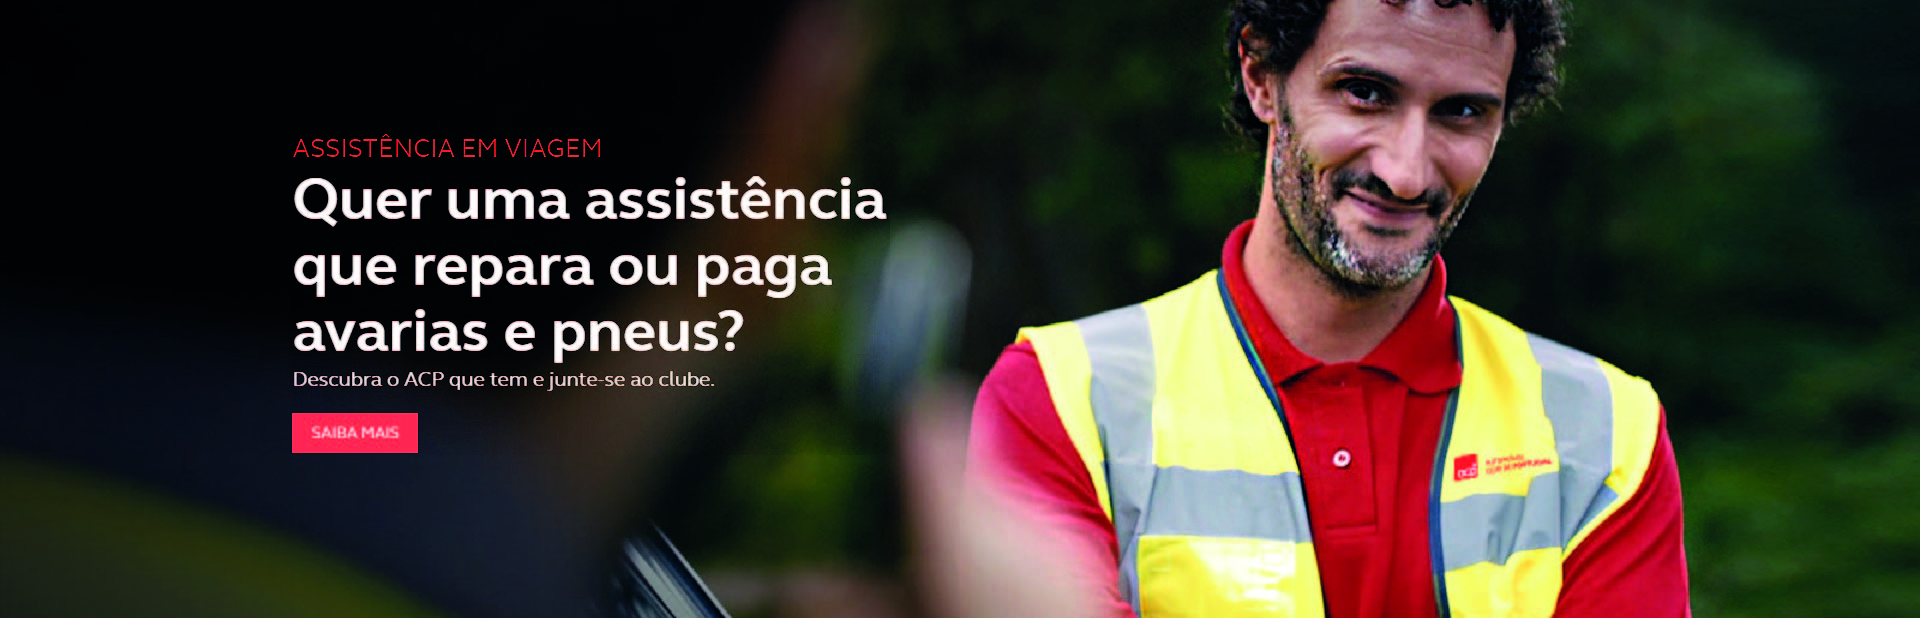 ASSISTÊNCIA EM VIAGEM
Quer uma assistência
que repara ou paga
avarias e pneus?
Descubra o ACP que tem e junte-se ao clube.
SAIBA MAIS
acp